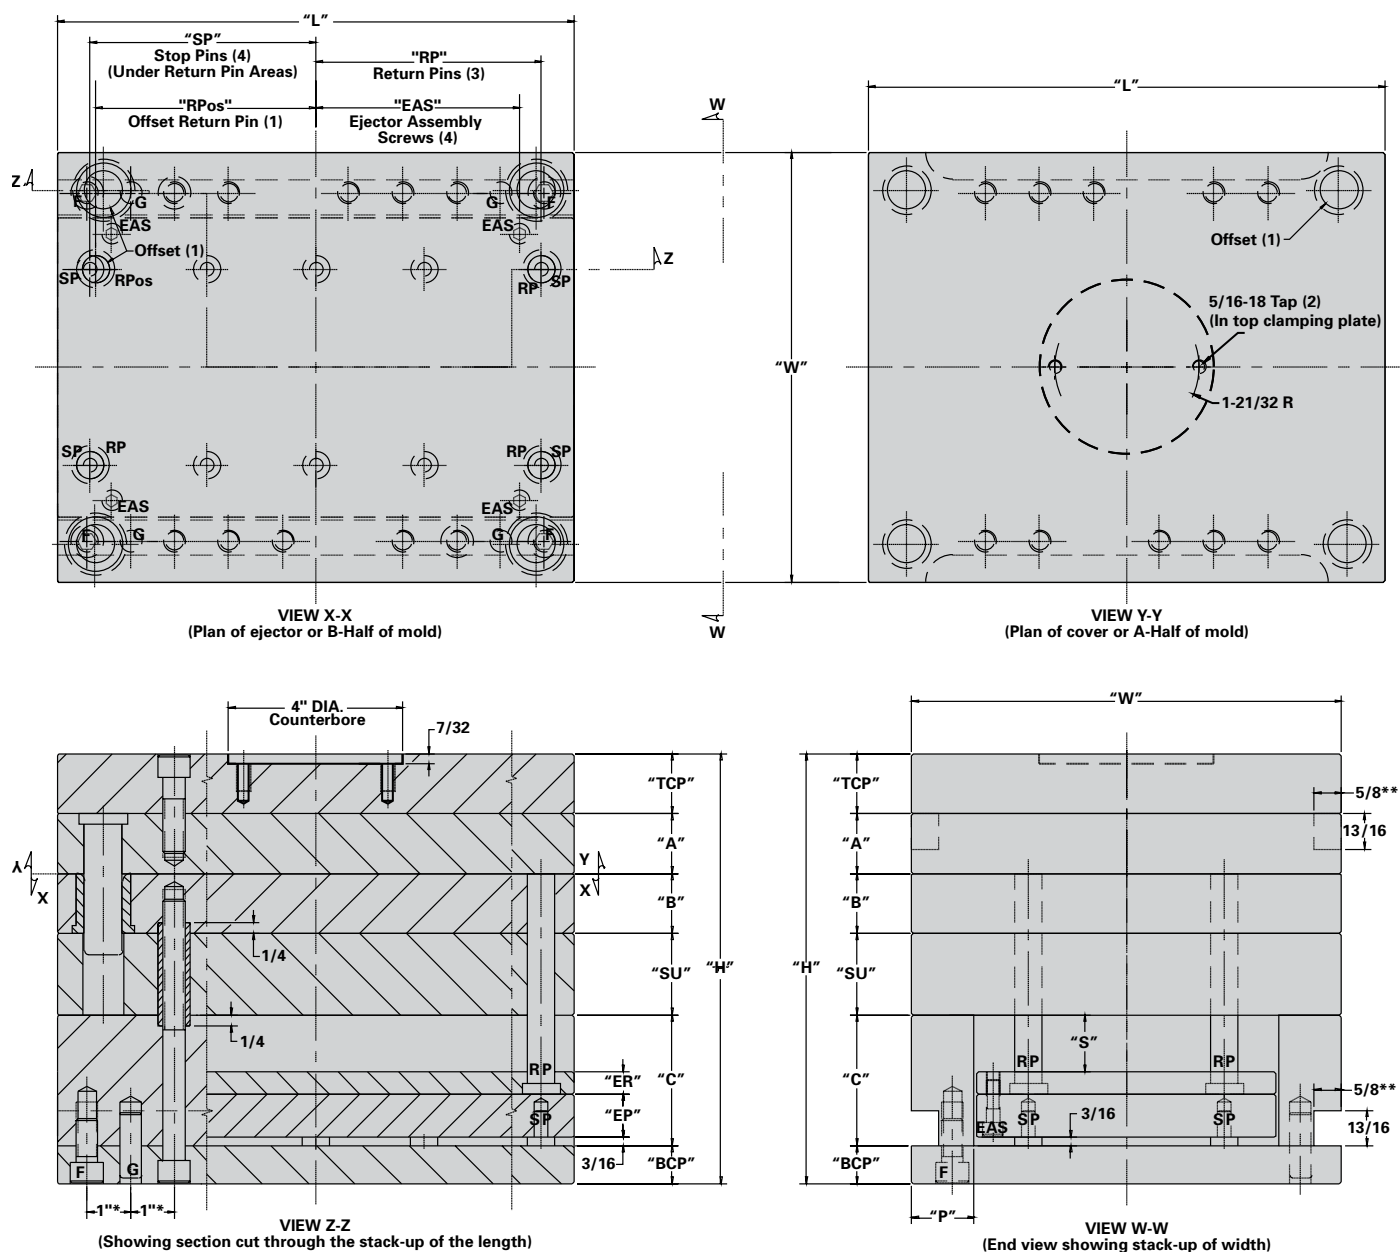 “L”
“SP”
Stop Pins (4)
(Under Return Pin Areas)
"RP"
Return Pins (3)
"RPos"
Offset Return Pin (1)
"EAS"
Ejector Assembly
Screws (4)
W
“L”
Z
F
G
G
F
EAS
EAS
Offset (1)
SP
RPos
RP
SP
Z
“W”
Offset (1)
5/16-18 Tap (2)
(In top clamping plate)
1-21/32 R
SP
RP
RP
SP
EAS
EAS
F
G
G
F
W
VIEW X-X
(Plan of ejector or B-Half of mold)
VIEW Y-Y
(Plan of cover or A-Half of mold)
4" DIA.
Counterbore
7/32
“TCP”
“A”
Y
Y
X
X
“B”
1/4
“SU”
“H”
1/4
RP
“ER”
“C”
“EP”
SP
3/16
“BCP”
F
G
1"*
1"*
VIEW Z-Z
(Showing section cut through the stack-up of the length)
“W”
“TCP”
5/8**
“A”
13/16
“B”
“H”
“SU”
“S”
RP
RP
“C”
5/8**
3/16
SP
SP
EAS
13/16
“BCP”
F
“P”
VIEW W-W
(End view showing stack-up of width)